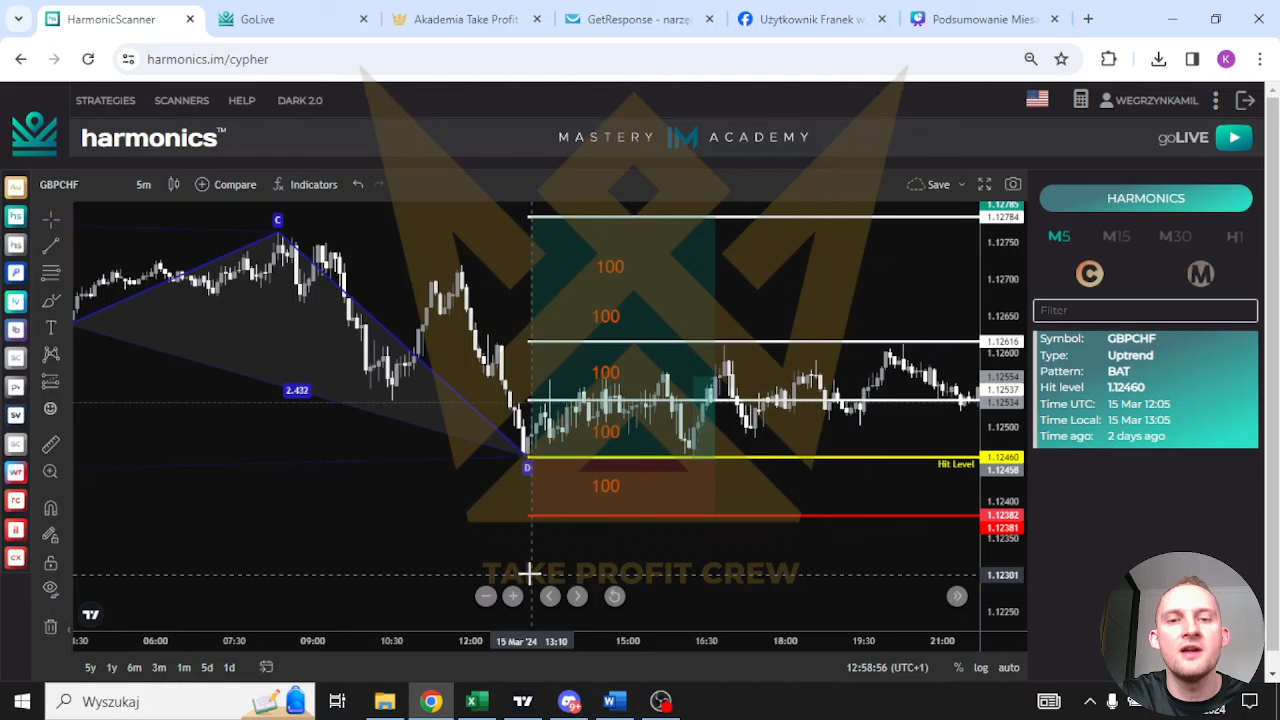 HarmonicScanner
GoLive
Akademia Take Profit
GetResponse - narzę
Użytkownik Franek w
Podsumowanie Miesi
harmonics.im/cypher
K
STRATEGIES
SCANNERS
HELP
DARK 2.0
WEGRZYNKAMIL
harmonics™
MASTERY IM ACADEMY
goLIVE
GBPCHF
5m
Compare
Indicators
Save
HARMONICS
M5
M15
M30
H1
C
M
Filter
Symbol: GBPCHF
Type: Uptrend
Pattern: BAT
Hit level 1.12460
Time UTC: 15 Mar 12:05
Time Local: 15 Mar 13:05
Time ago: 2 days ago
C
2.432
D
100
100
100
100
100
Hit Level
1.12785
1.12784
1.12750
1.12700
1.12650
1.12616
1.12600
1.12554
1.12537
1.12534
1.12500
1.12460
1.12458
1.12400
1.12382
1.12381
1.12350
1.12301
1.12250
TAKE PROFIT CREW
:30
06:00
07:30
09:00
10:30
12:00
15 Mar '24 13:10
15:00
16:30
18:00
19:30
21:00
5y
1y
6m
3m
1m
5d
1d
12:58:56 (UTC+1)
%
log
auto
Wyszukaj